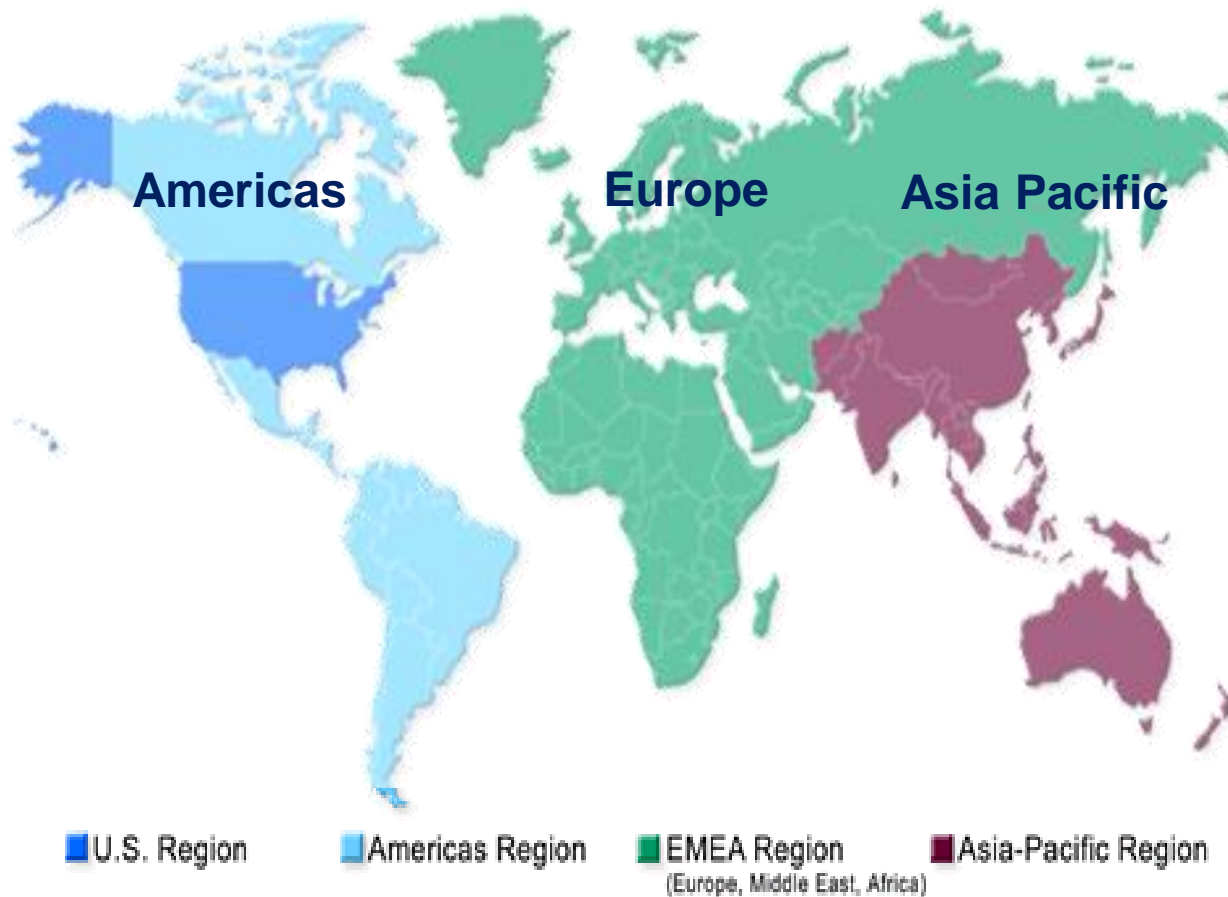 Americas
Europe
Asia Pacific
U.S. Region
Americas Region
EMEA Region
(Europe, Middle East, Africa)
Asia-Pacific Region